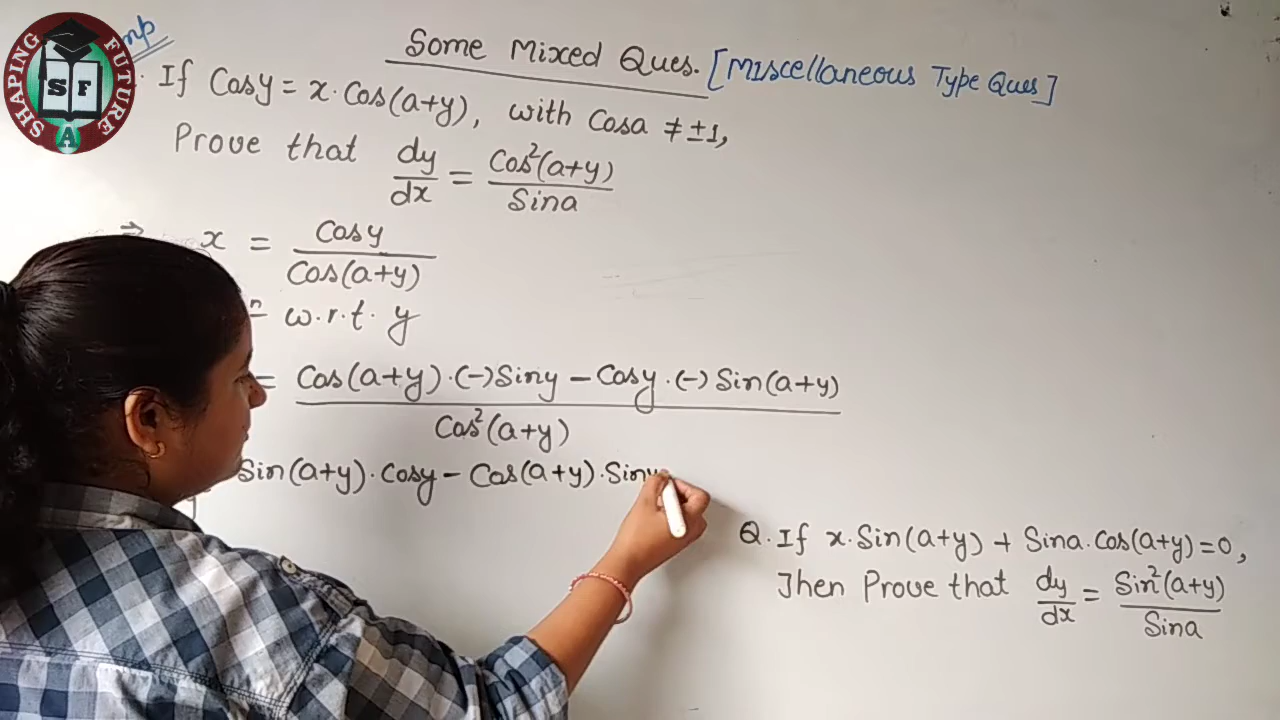 SHAPING FUTURE
S F
A
Some Mixed Ques. [Miscellaneous Type Ques]
If Cosy = x·Cos(a+y), with Cosa ≠ ±1,
Prove that dy/dx = Cos²(a+y)/Sina
x = Cosy/Cos(a+y)
w.r.t. y
= Cos(a+y)·(-)Siny - Cosy·(-)Sin(a+y)
Cos²(a+y)
Sin(a+y)·Cosy - Cos(a+y)·Siny
Q. If x·Sin(a+y) + Sina·Cos(a+y)=0,
Then Prove that dy/dx = Sin²(a+y)/Sina